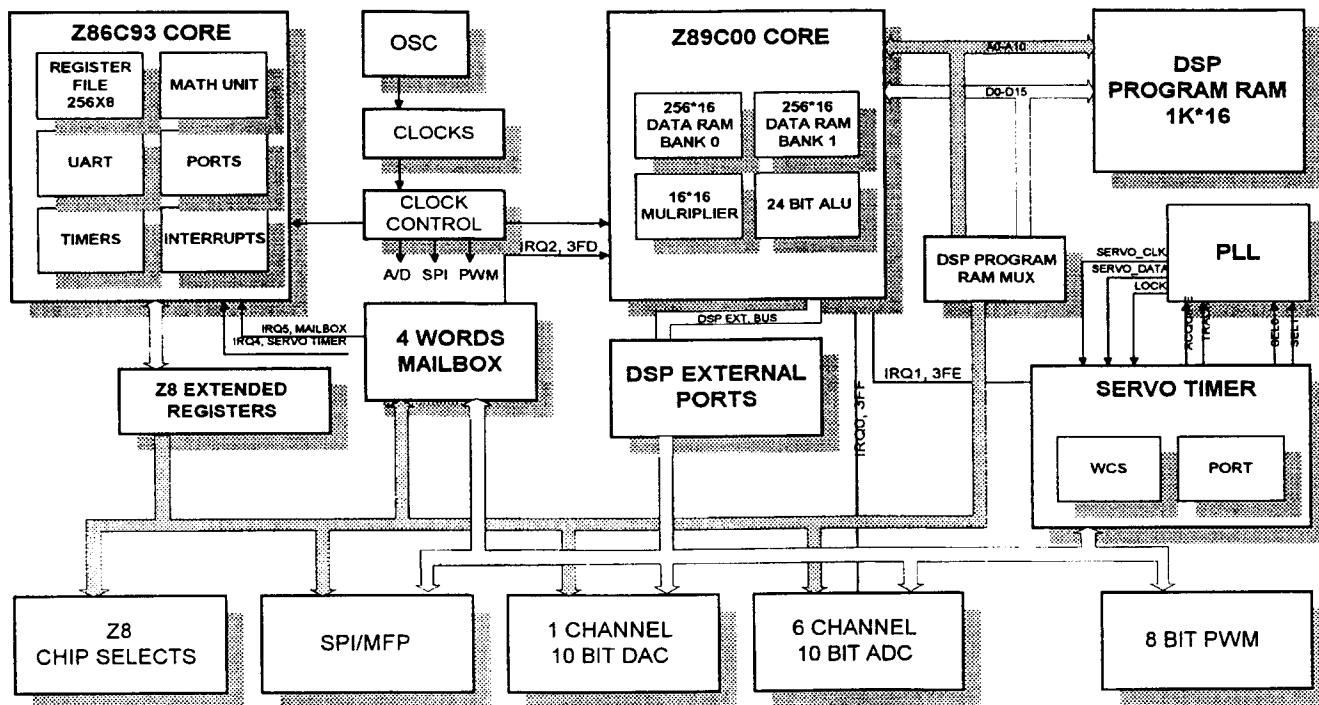 Z86C93 CORE
REGISTER
FILE
256X8
MATH UNIT
UART
PORTS
TIMERS
INTERRUPTS
OSC
CLOCKS
CLOCK
CONTROL
A/D SPI PWM
IRQ2, 3FD
Z89C00 CORE
256*16
DATA RAM
BANK 0
256*16
DATA RAM
BANK 1
16*16
MULRIPLIER
24 BIT ALU
A0-A10
D0-D15
DSP
PROGRAM RAM
1K*16
DSP PROGRAM
RAM MUX
SERVO_CLK
SERVO_DATA
LOCK
PLL
ACQUIRE
TRACK
SEL0
SEL1
IRQ5, MAILBOX
IRQ4, SERVO TIMER
4 WORDS
MAILBOX
DSP EXT. BUS
DSP EXTERNAL
PORTS
IRQ0, 3FF
IRQ1, 3FE
SERVO TIMER
WCS
PORT
Z8 EXTENDED
REGISTERS
Z8
CHIP SELECTS
SPI/MFP
1 CHANNEL
10 BIT DAC
6 CHANNEL
10 BIT ADC
8 BIT PWM